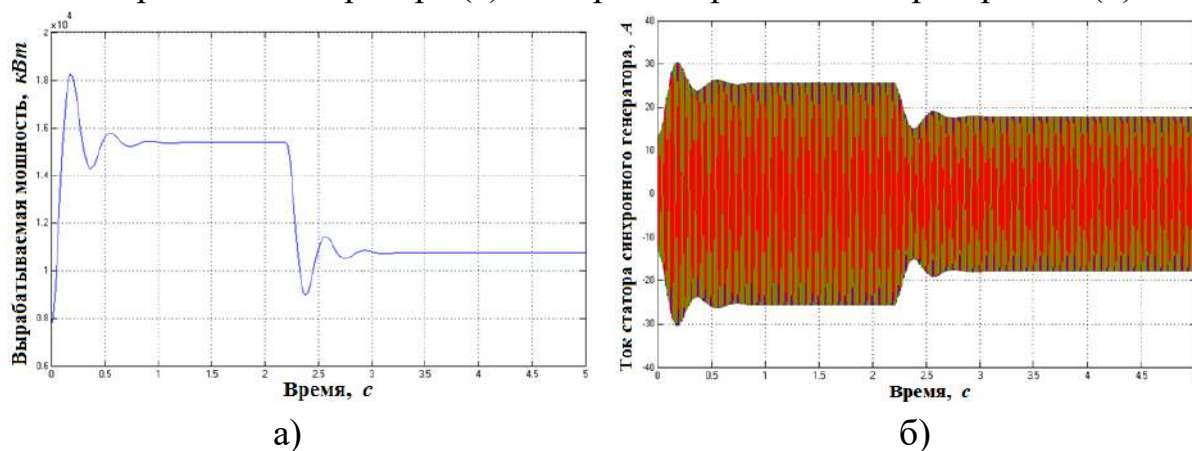 x 10⁴
Вырабатываемая мощность, кВт
2
1.8
1.6
1.4
1.2
1
0.8
0.6
0 0.5 1 1.5 2 2.5 3 3.5 4 4.5 5
Время, с
а)
Ток статора синхронного генератора, А
40
30
20
10
0
-10
-20
-30
-40
0 0.5 1 1.5 2 2.5 3 3.5 4 4.5
Время, с
б)